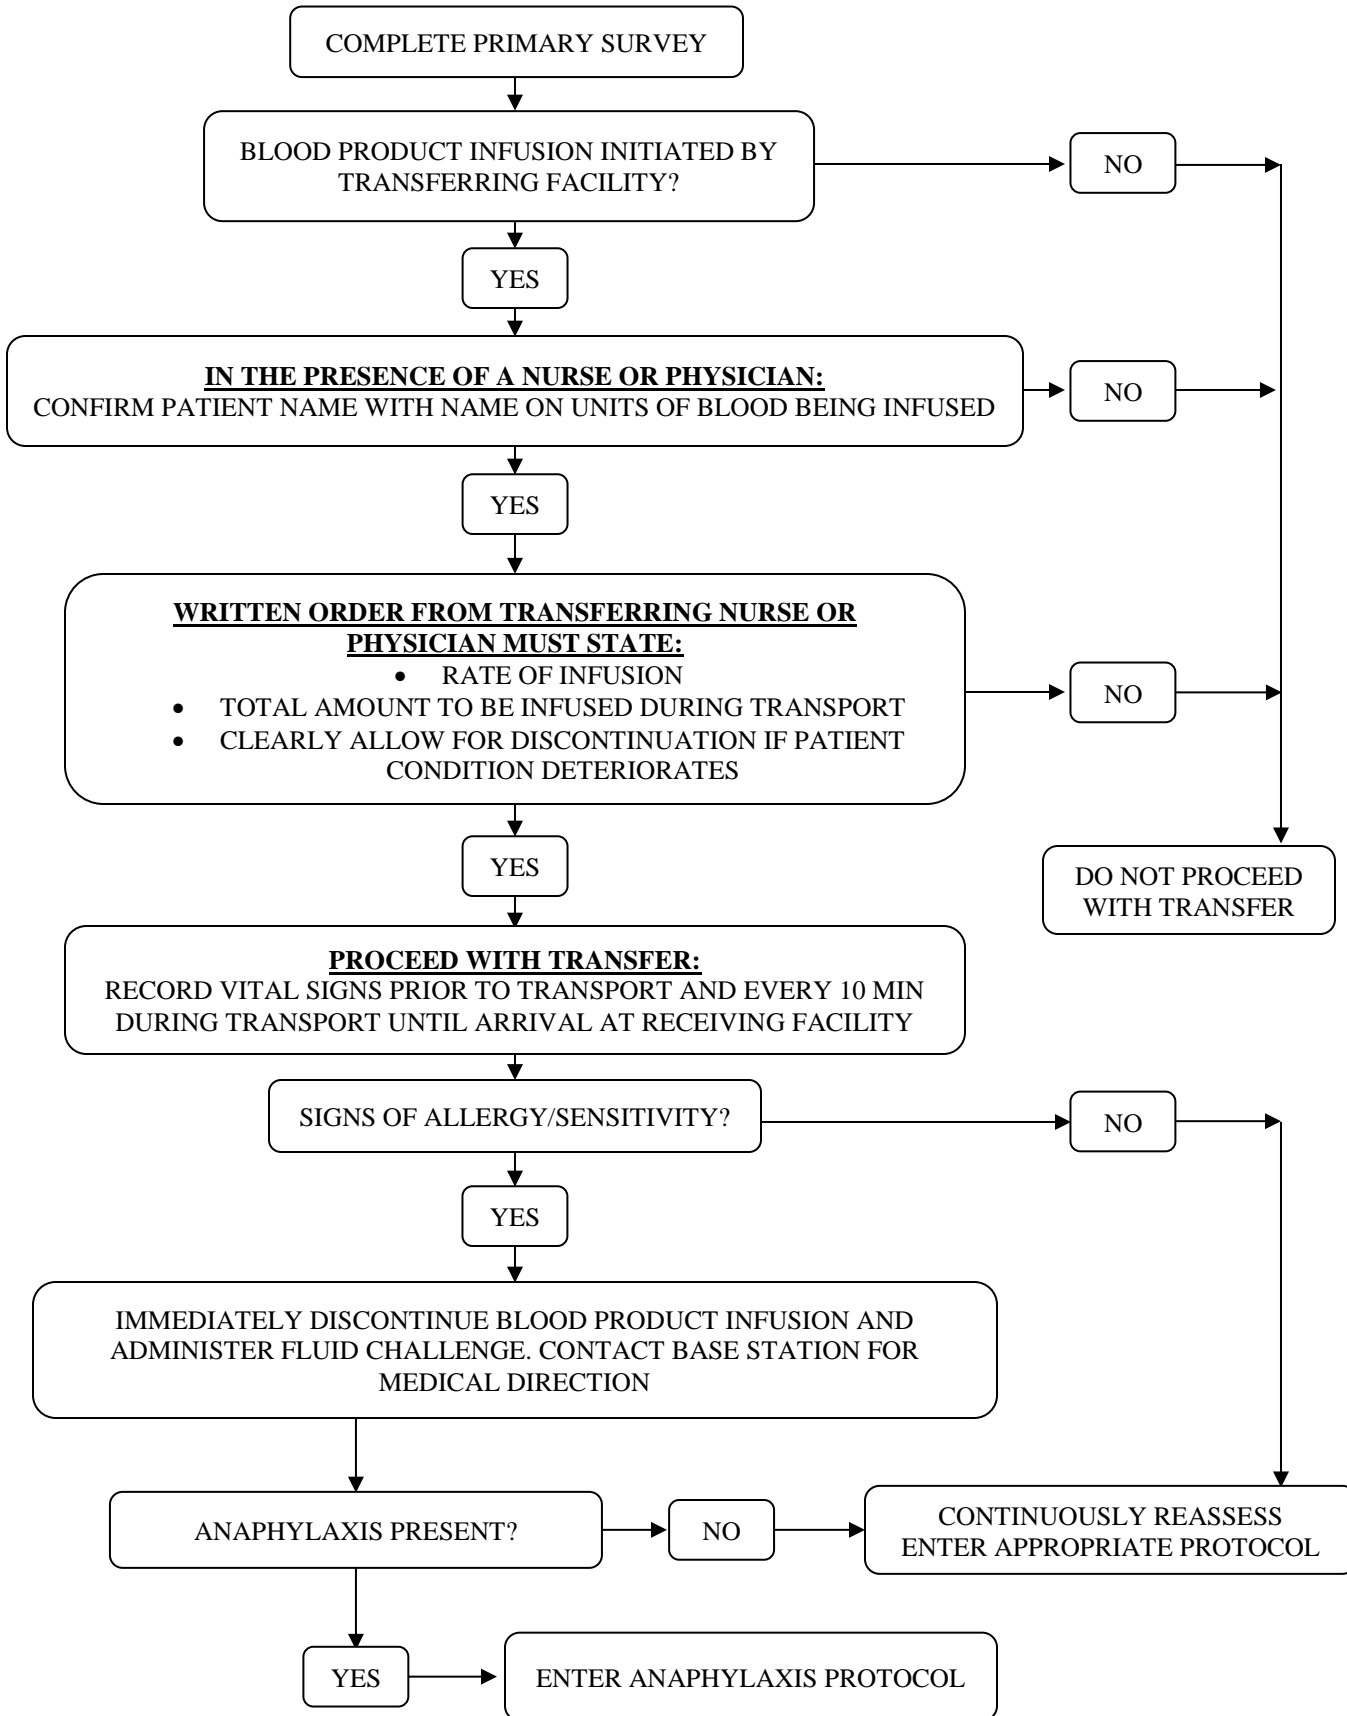 COMPLETE PRIMARY SURVEY
BLOOD PRODUCT INFUSION INITIATED BY
TRANSFERRING FACILITY?
NO
YES
IN THE PRESENCE OF A NURSE OR PHYSICIAN:
CONFIRM PATIENT NAME WITH NAME ON UNITS OF BLOOD BEING INFUSED
NO
YES
WRITTEN ORDER FROM TRANSFERRING NURSE OR
PHYSICIAN MUST STATE:
• RATE OF INFUSION
• TOTAL AMOUNT TO BE INFUSED DURING TRANSPORT
• CLEARLY ALLOW FOR DISCONTINUATION IF PATIENT
CONDITION DETERIORATES
NO
YES
DO NOT PROCEED
WITH TRANSFER
PROCEED WITH TRANSFER:
RECORD VITAL SIGNS PRIOR TO TRANSPORT AND EVERY 10 MIN
DURING TRANSPORT UNTIL ARRIVAL AT RECEIVING FACILITY
SIGNS OF ALLERGY/SENSITIVITY?
NO
YES
IMMEDIATELY DISCONTINUE BLOOD PRODUCT INFUSION AND
ADMINISTER FLUID CHALLENGE. CONTACT BASE STATION FOR
MEDICAL DIRECTION
ANAPHYLAXIS PRESENT?
NO
CONTINUOUSLY REASSESS
ENTER APPROPRIATE PROTOCOL
YES
ENTER ANAPHYLAXIS PROTOCOL